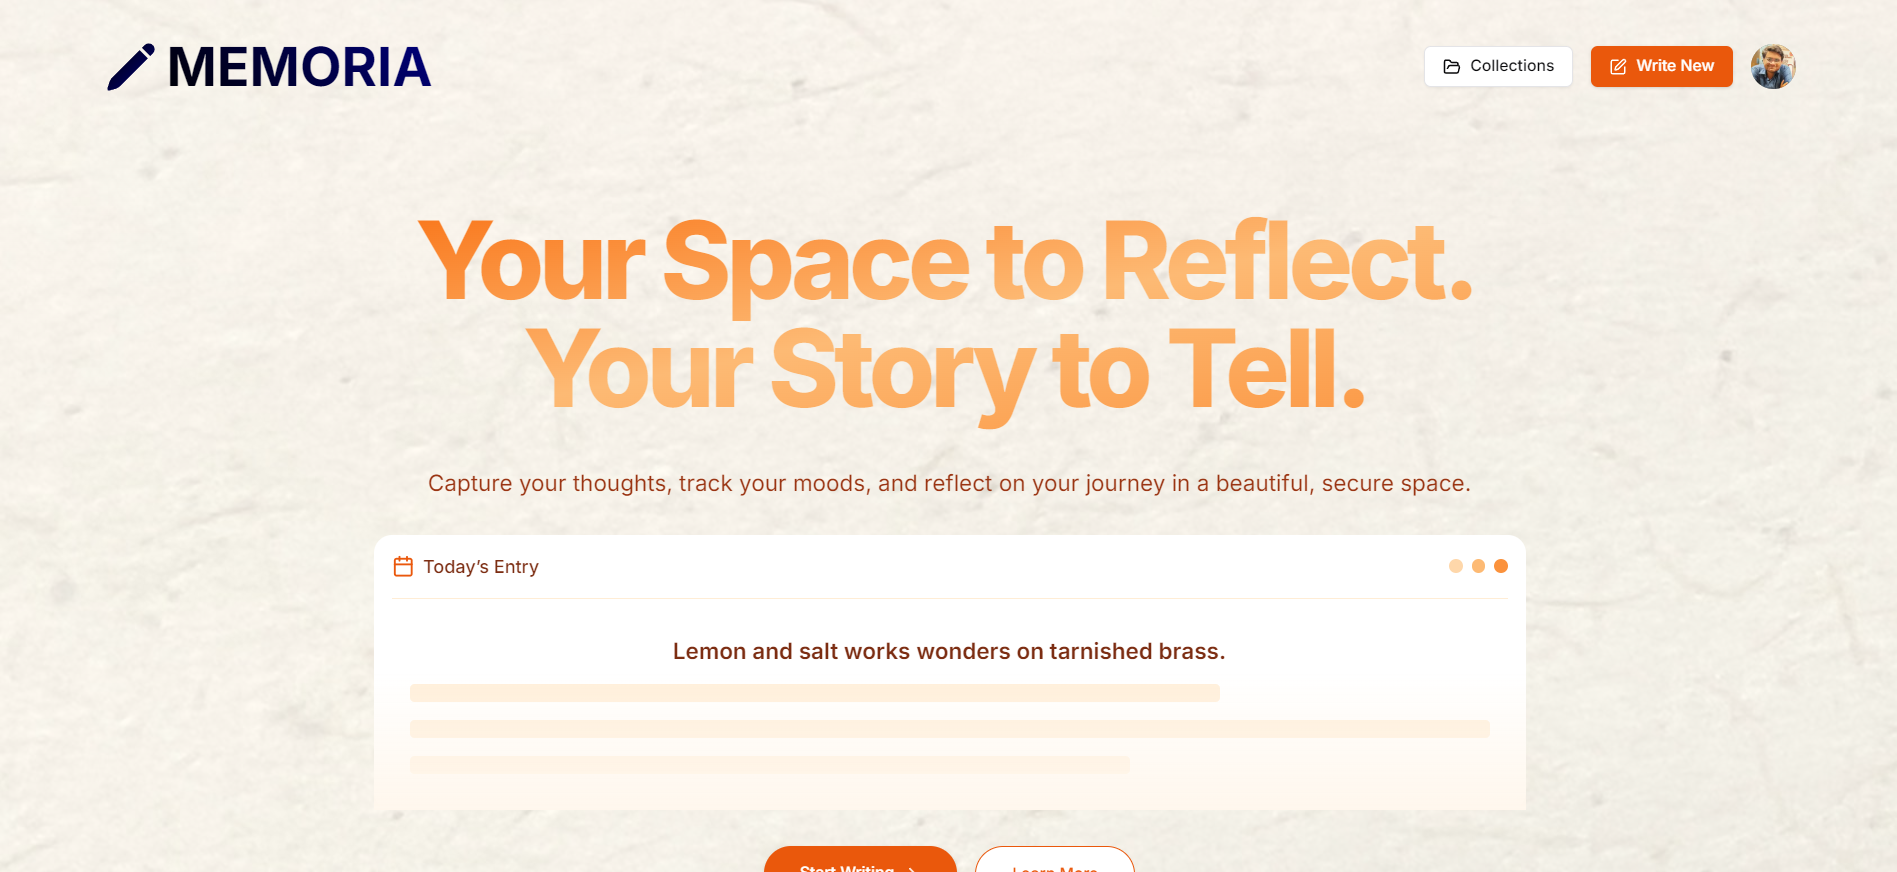 MEMORIA
Collections
Write New
Your Space to Reflect.
Your Story to Tell.
Capture your thoughts, track your moods, and reflect on your journey in a beautiful, secure space.
Today’s Entry
Lemon and salt works wonders on tarnished brass.
Start Writing
Learn More